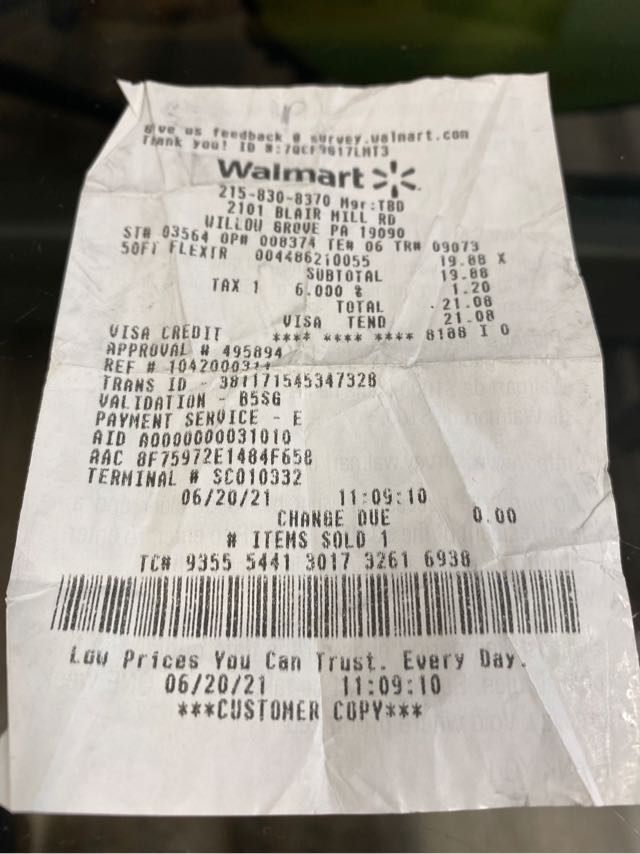 Give us feedback @ survey.walmart.com
Thank you! ID #:7QCF9617LMT3
Walmart
215-830-8370 Mgr:TBD
2101 BLAIR MILL RD
WILLOW GROVE PA 19090
ST# 03564 OP# 008374 TE# 06 TR# 09073
SOFT FLEXTR 004486210055 19.88 X
SUBTOTAL 19.88
TAX 1 6.000 % 1.20
TOTAL 21.08
VISA TEND 21.08
VISA CREDIT **** **** **** 8188 I 0
APPROVAL # 495894
REF #
TRANS ID - 381171545347328
VALIDATION - B5SG
PAYMENT SERVICE - E
AID A0000000031010
AAC 8F75972E1484F658
TERMINAL # SC010332
06/20/21 11:09:10
CHANGE DUE 0.00
# ITEMS SOLD 1
TC# 9355 5441 3017 3261 6938
Low Prices You Can Trust. Every Day.
06/20/21 11:09:10
***CUSTOMER COPY***